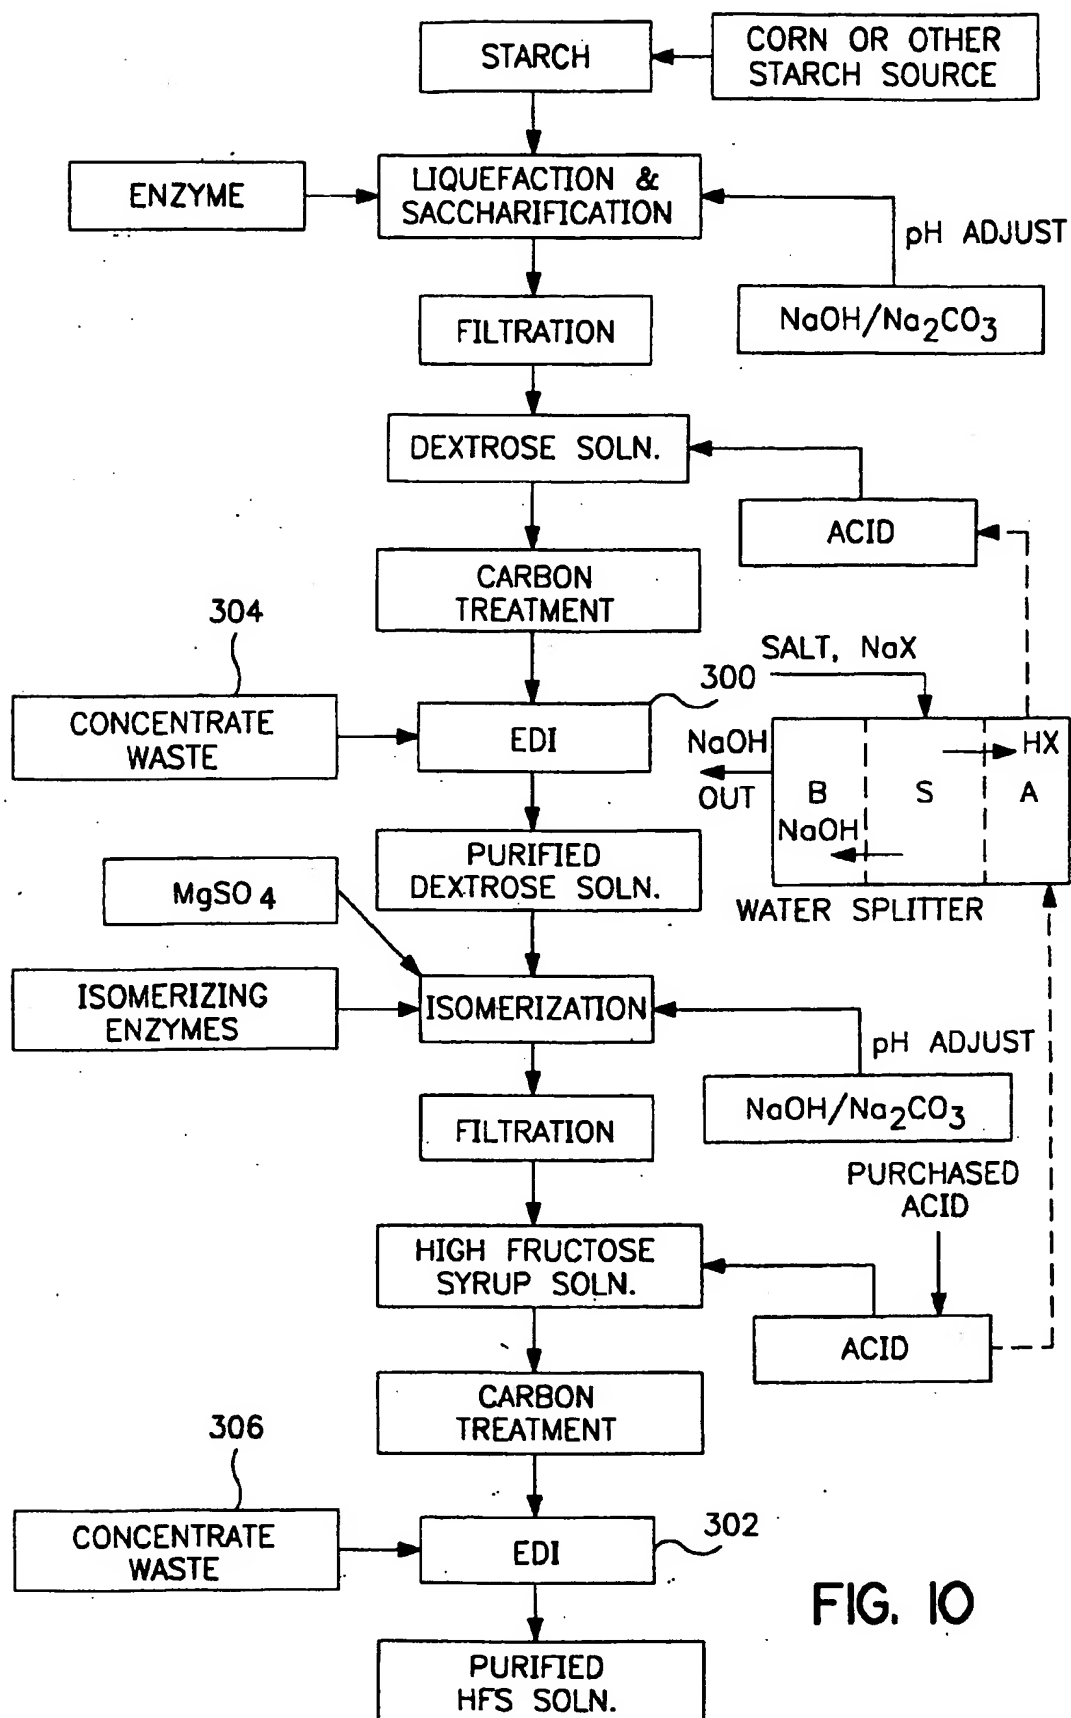 STARCH
CORN OR OTHER
STARCH SOURCE
ENZYME
LIQUEFACTION &
SACCHARIFICATION
pH ADJUST
FILTRATION
NaOH/Na2CO3
DEXTROSE SOLN.
ACID
CARBON
TREATMENT
304
SALT, NaX
300
CONCENTRATE
WASTE
EDI
NaOH
OUT
HX
B
S
A
NaOH
PURIFIED
DEXTROSE SOLN.
WATER SPLITTER
MgSO4
ISOMERIZING
ENZYMES
ISOMERIZATION
pH ADJUST
FILTRATION
NaOH/Na2CO3
PURCHASED
ACID
HIGH FRUCTOSE
SYRUP SOLN.
ACID
CARBON
TREATMENT
306
CONCENTRATE
WASTE
EDI
302
FIG. 10
PURIFIED
HFS SOLN.